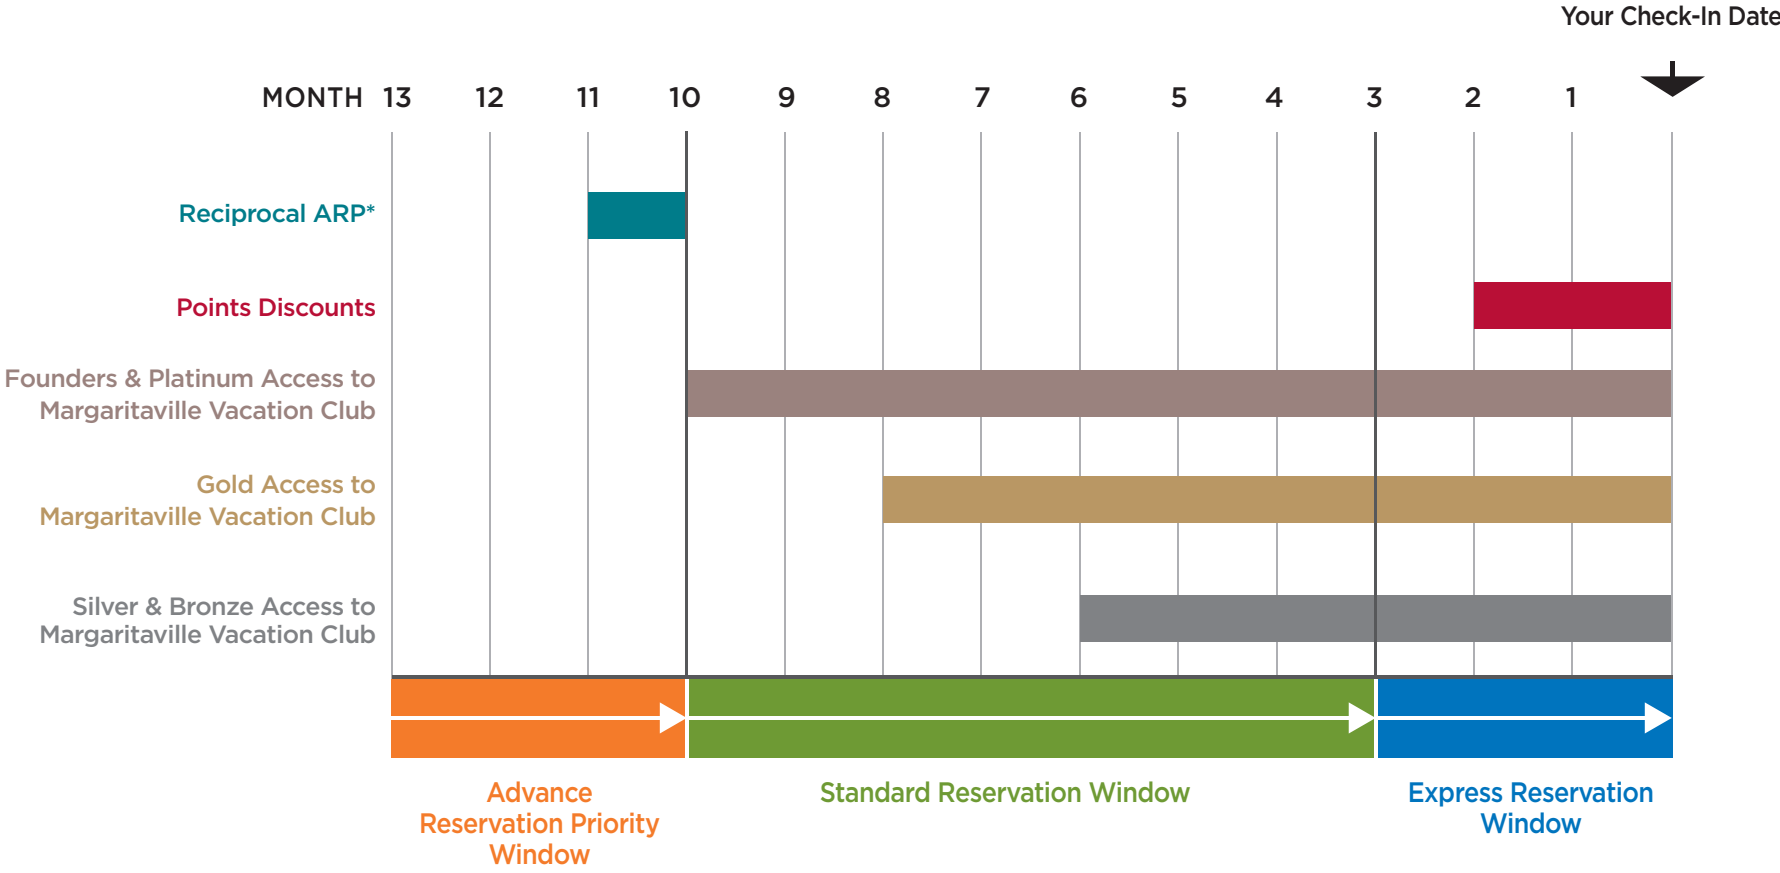 Your Check-In Date
MONTH 13 12 11 10 9 8 7 6 5 4 3 2 1
Reciprocal ARP*
Points Discounts
Founders & Platinum Access to
Margaritaville Vacation Club
Gold Access to
Margaritaville Vacation Club
Silver & Bronze Access to
Margaritaville Vacation Club
Advance
Reservation Priority
Window
Standard Reservation Window
Express Reservation
Window